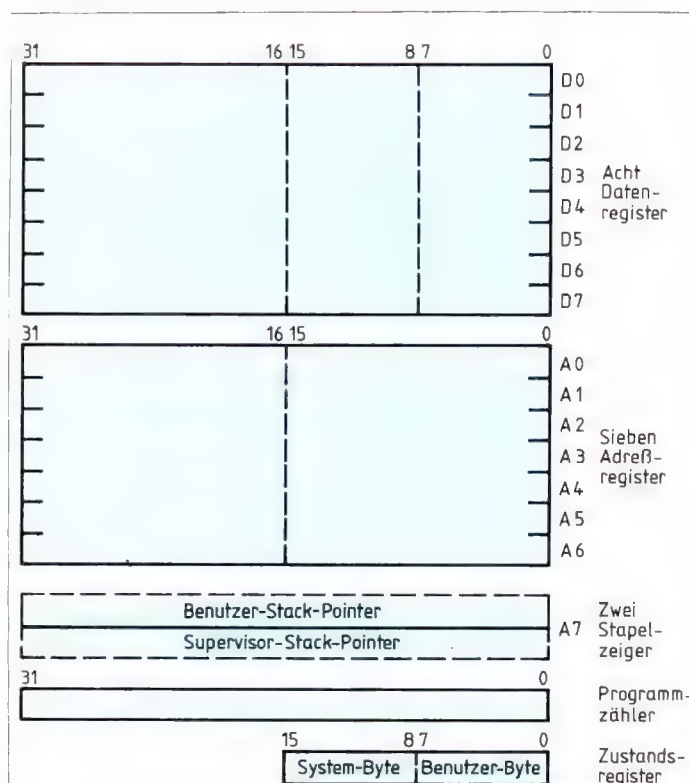 31 16 15 8 7 0
D0
D1
D2
D3
D4
D5
D6
D7
Acht
Daten-
register
31 16 15 0
A0
A1
A2
A3
A4
A5
A6
Sieben
Adreß-
register
Benutzer-Stack-Pointer
Supervisor-Stack-Pointer
A7
Zwei
Stapel-
zeiger
31 0
Programm-
zähler
15 8 7 0
System-Byte Benutzer-Byte
Zustands-
register